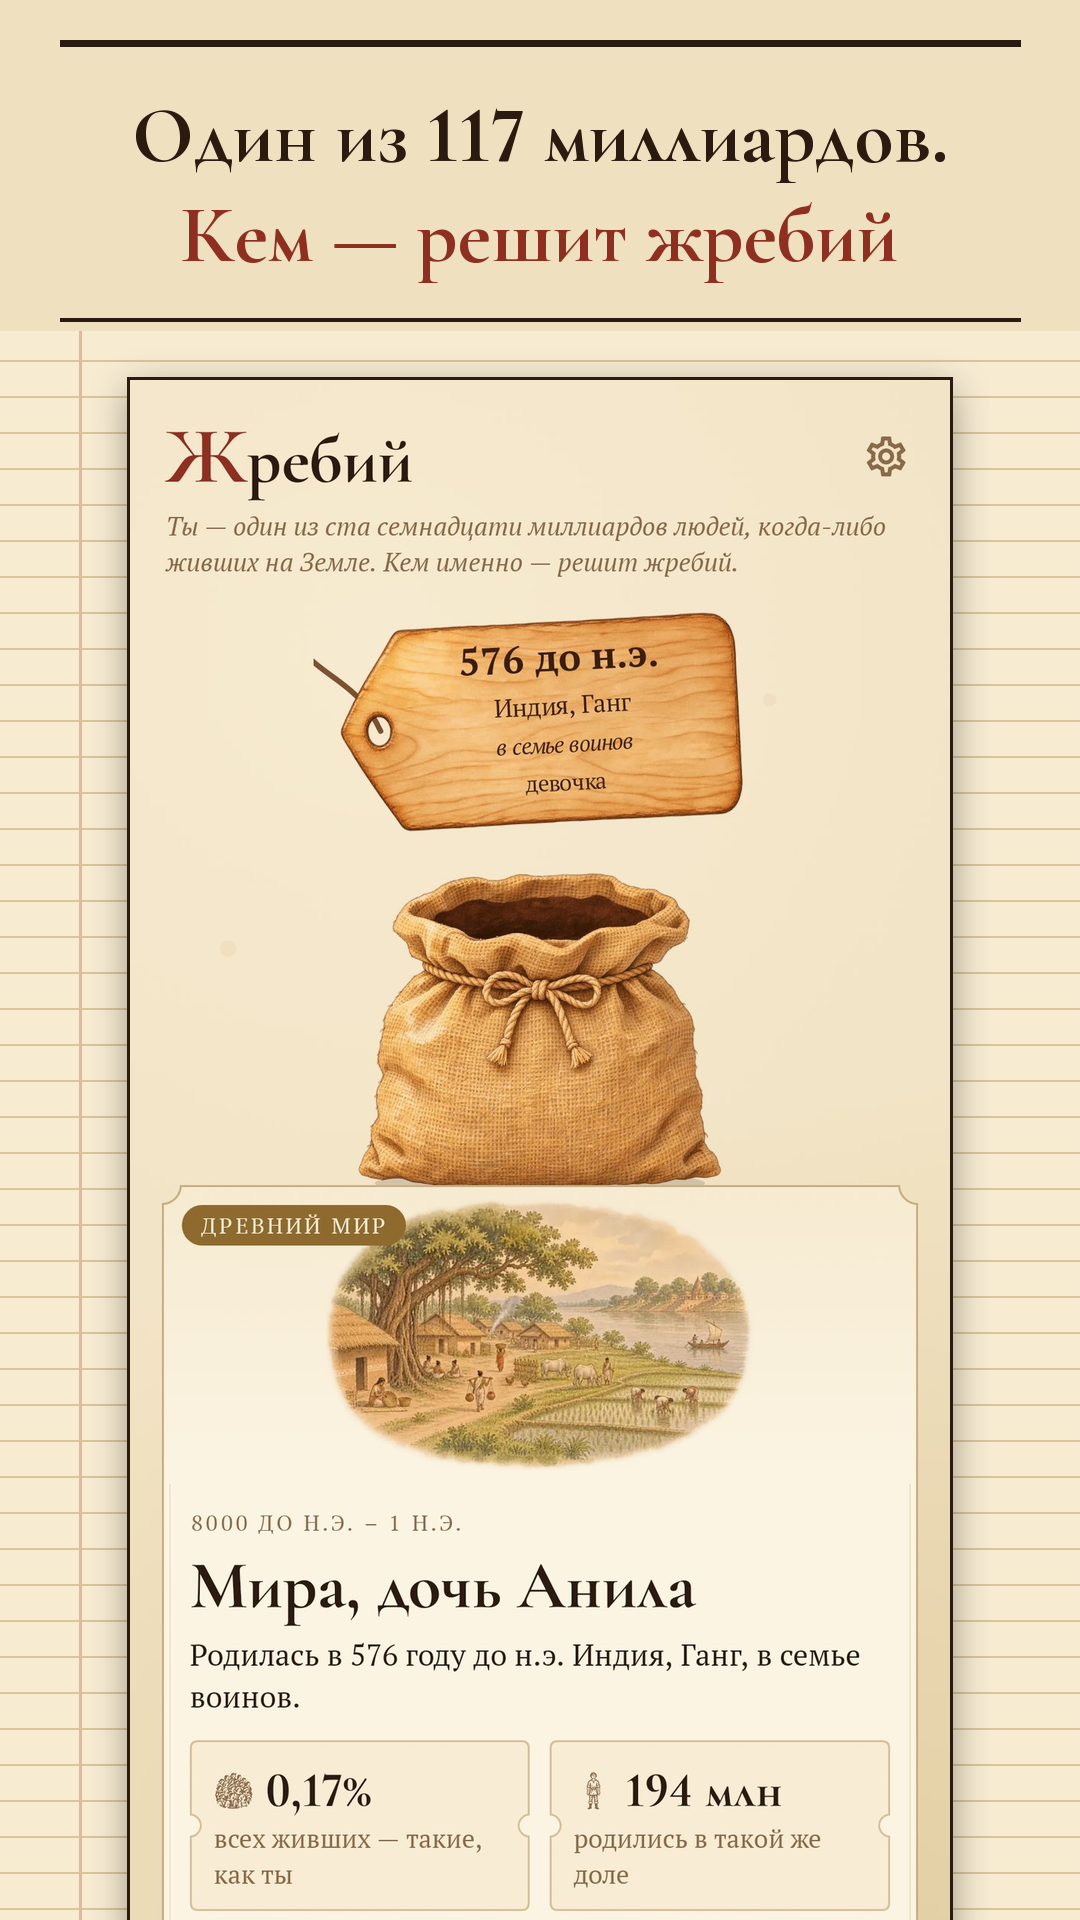 Один из 117 миллиардов.
Кем — решит жребий
Жребий
Ты — один из ста семнадцати миллиардов людей, когда-либо
живших на Земле. Кем именно — решит жребий.
576 до н.э.
Индия, Ганг
в семье воинов
девочка
ДРЕВНИЙ МИР
8000 ДО Н.Э. – 1 Н.Э.
Мира, дочь Анила
Родилась в 576 году до н.э. Индия, Ганг, в семье
воинов.
0,17%
всех живших — такие,
как ты
194 млн
родились в такой же
доле